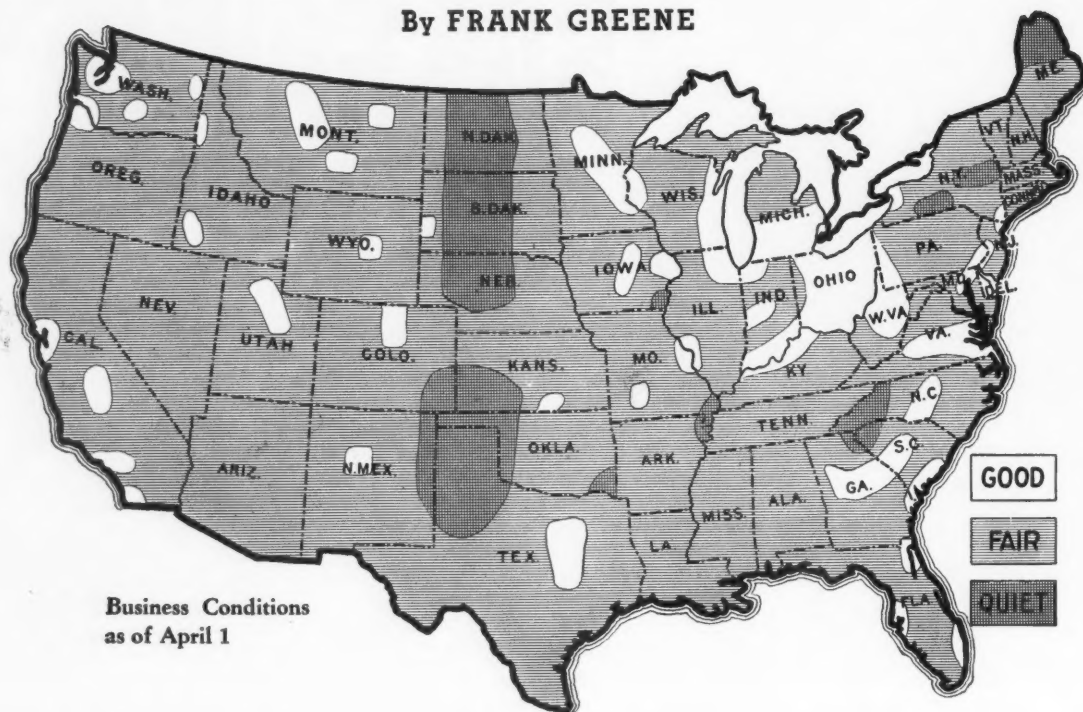 By FRANK GREENE
WASH.
MONT.
N.DAK.
MINN.
ME.
VT.
N.H.
OREG.
IDAHO
S.DAK.
WIS.
MICH.
N.Y.
MASS.
WYO.
IOWA
PA.
N.J.
NEB.
NEV.
UTAH
COLO.
ILL.
IND.
OHIO
MD.
DEL.
W.VA.
VA.
CAL.
KANS.
MO.
KY.
ARIZ.
N.MEX.
OKLA.
ARK.
TENN.
N.C.
S.C.
TEX.
LA.
MISS.
ALA.
GA.
FLA.
GOOD
FAIR
QUIET
Business Conditions
as of April 1